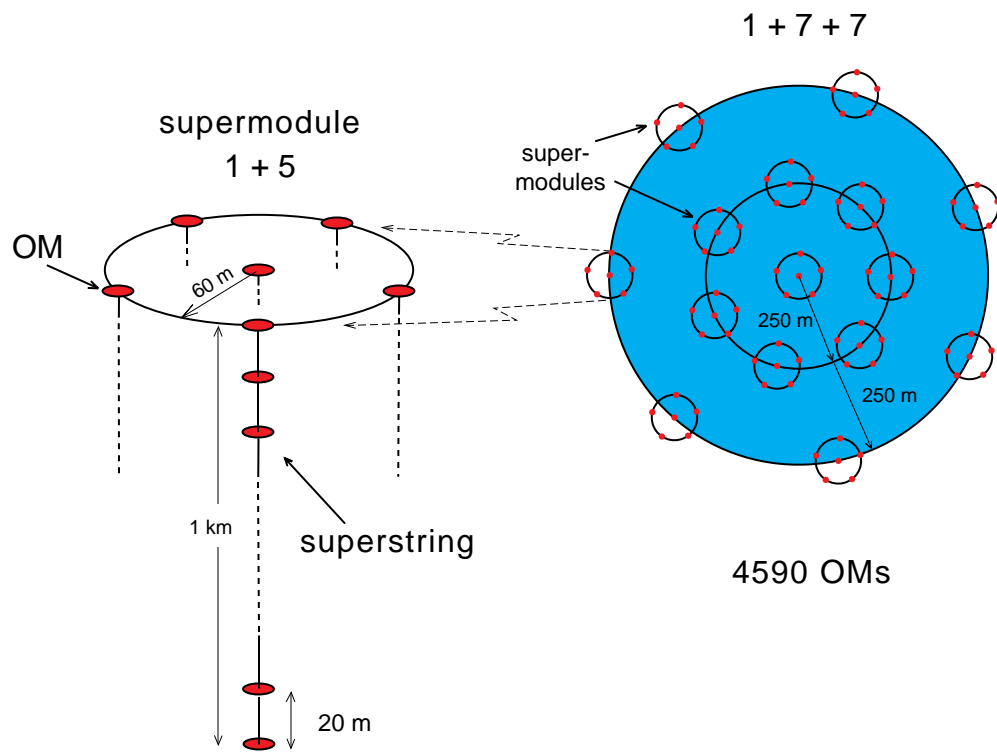 1 + 7 + 7
supermodule
1 + 5
super-
modules
OM
60 m
250 m
250 m
1 km
superstring
4590 OMs
20 m